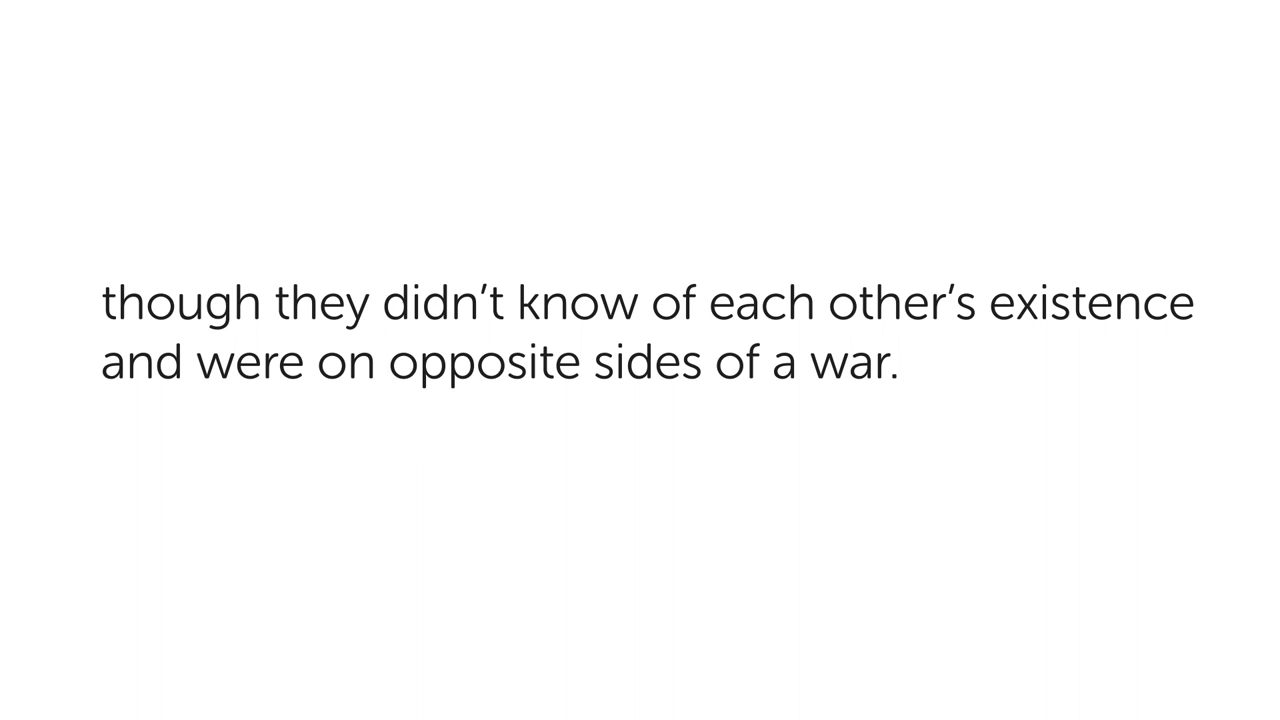 though they didn’t know of each other’s existence
and were on opposite sides of a war.